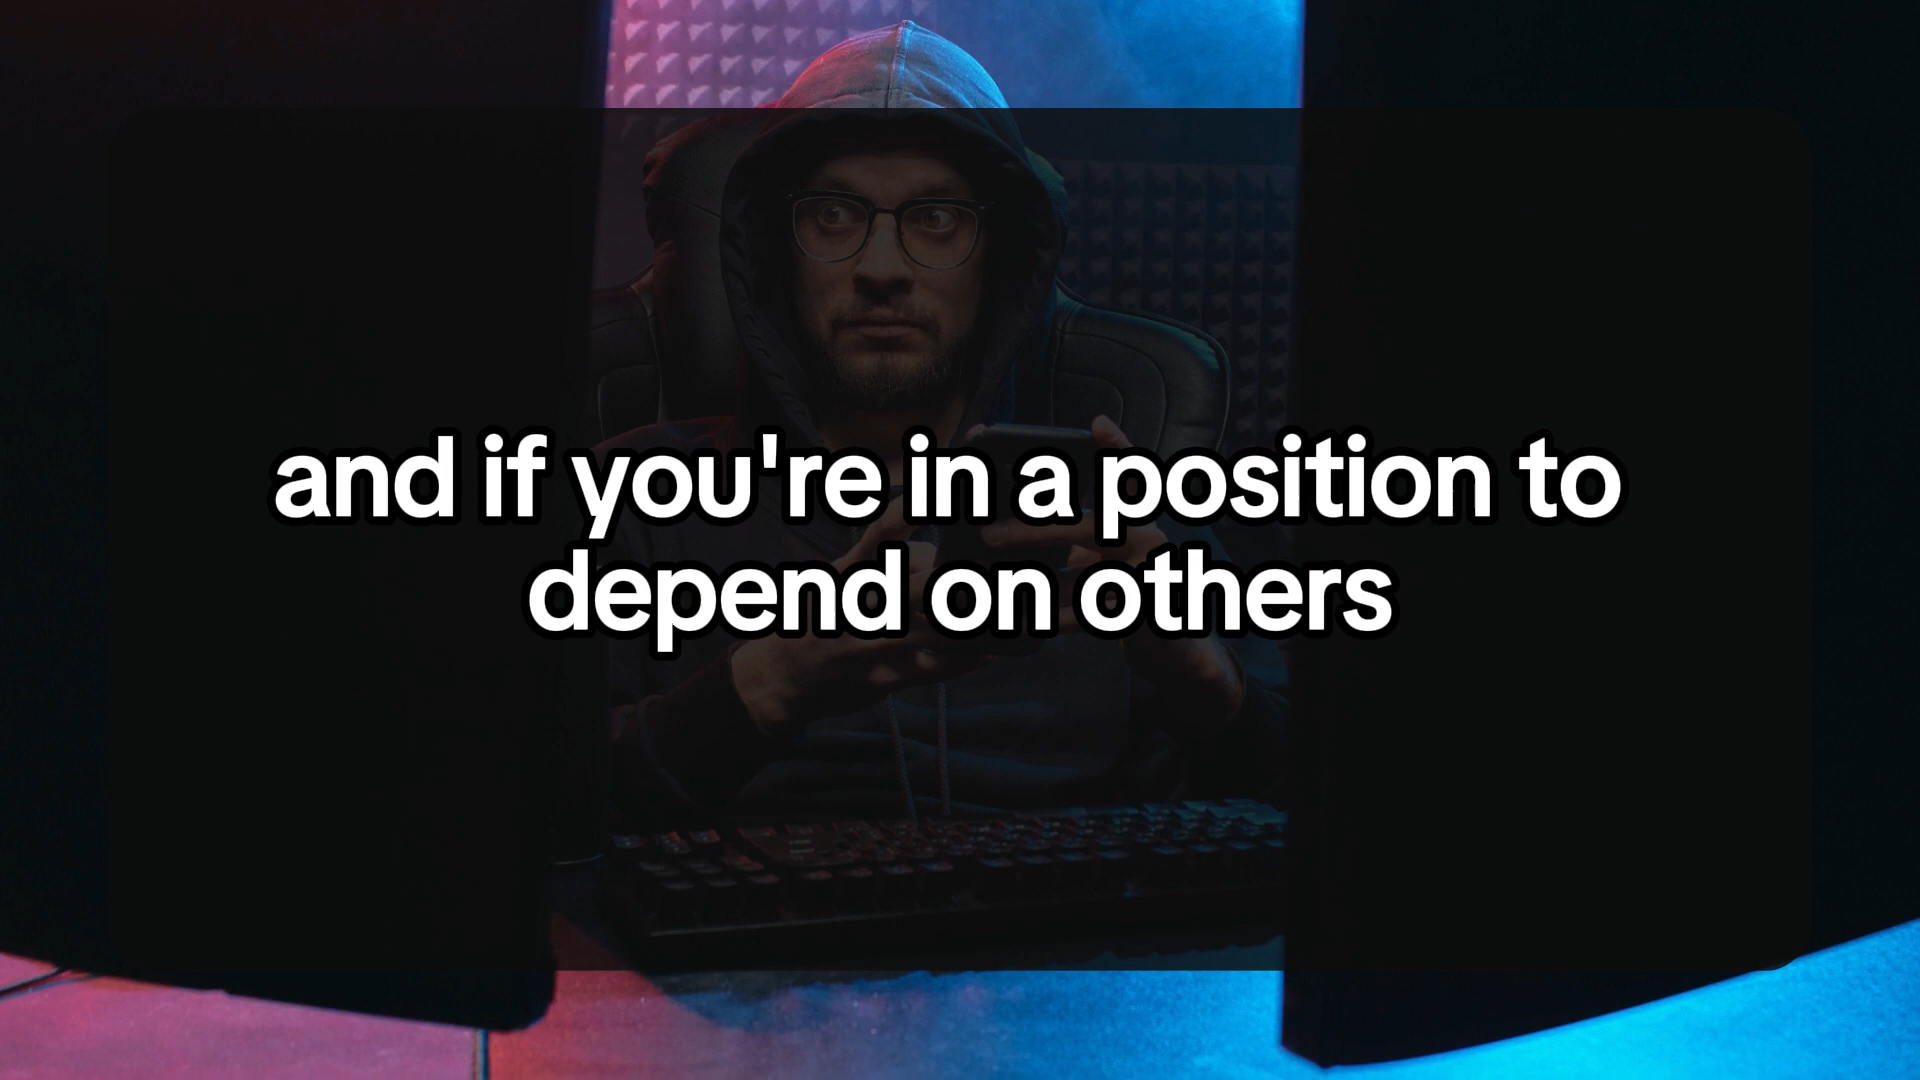 and if you're in a position to
depend on others